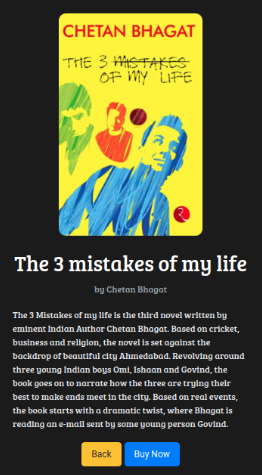 CHETAN BHAGAT
THE 3 MISTAKES
OF MY LIFE
The 3 mistakes of my life
by Chetan Bhagat
The 3 Mistakes of my life is the third novel written by
eminent Indian Author Chetan Bhagat. Based on cricket,
business and religion, the novel is set against the
backdrop of beautiful city Ahmedabad. Revolving around
three young Indian boys Omi, Ishaan and Govind, the
book goes on to narrate how the three are trying their
best to make ends meet in the city. Based on real events,
the book starts with a dramatic twist, where Bhagat is
reading an e-mail sent by some young person Govind.
Back
Buy Now